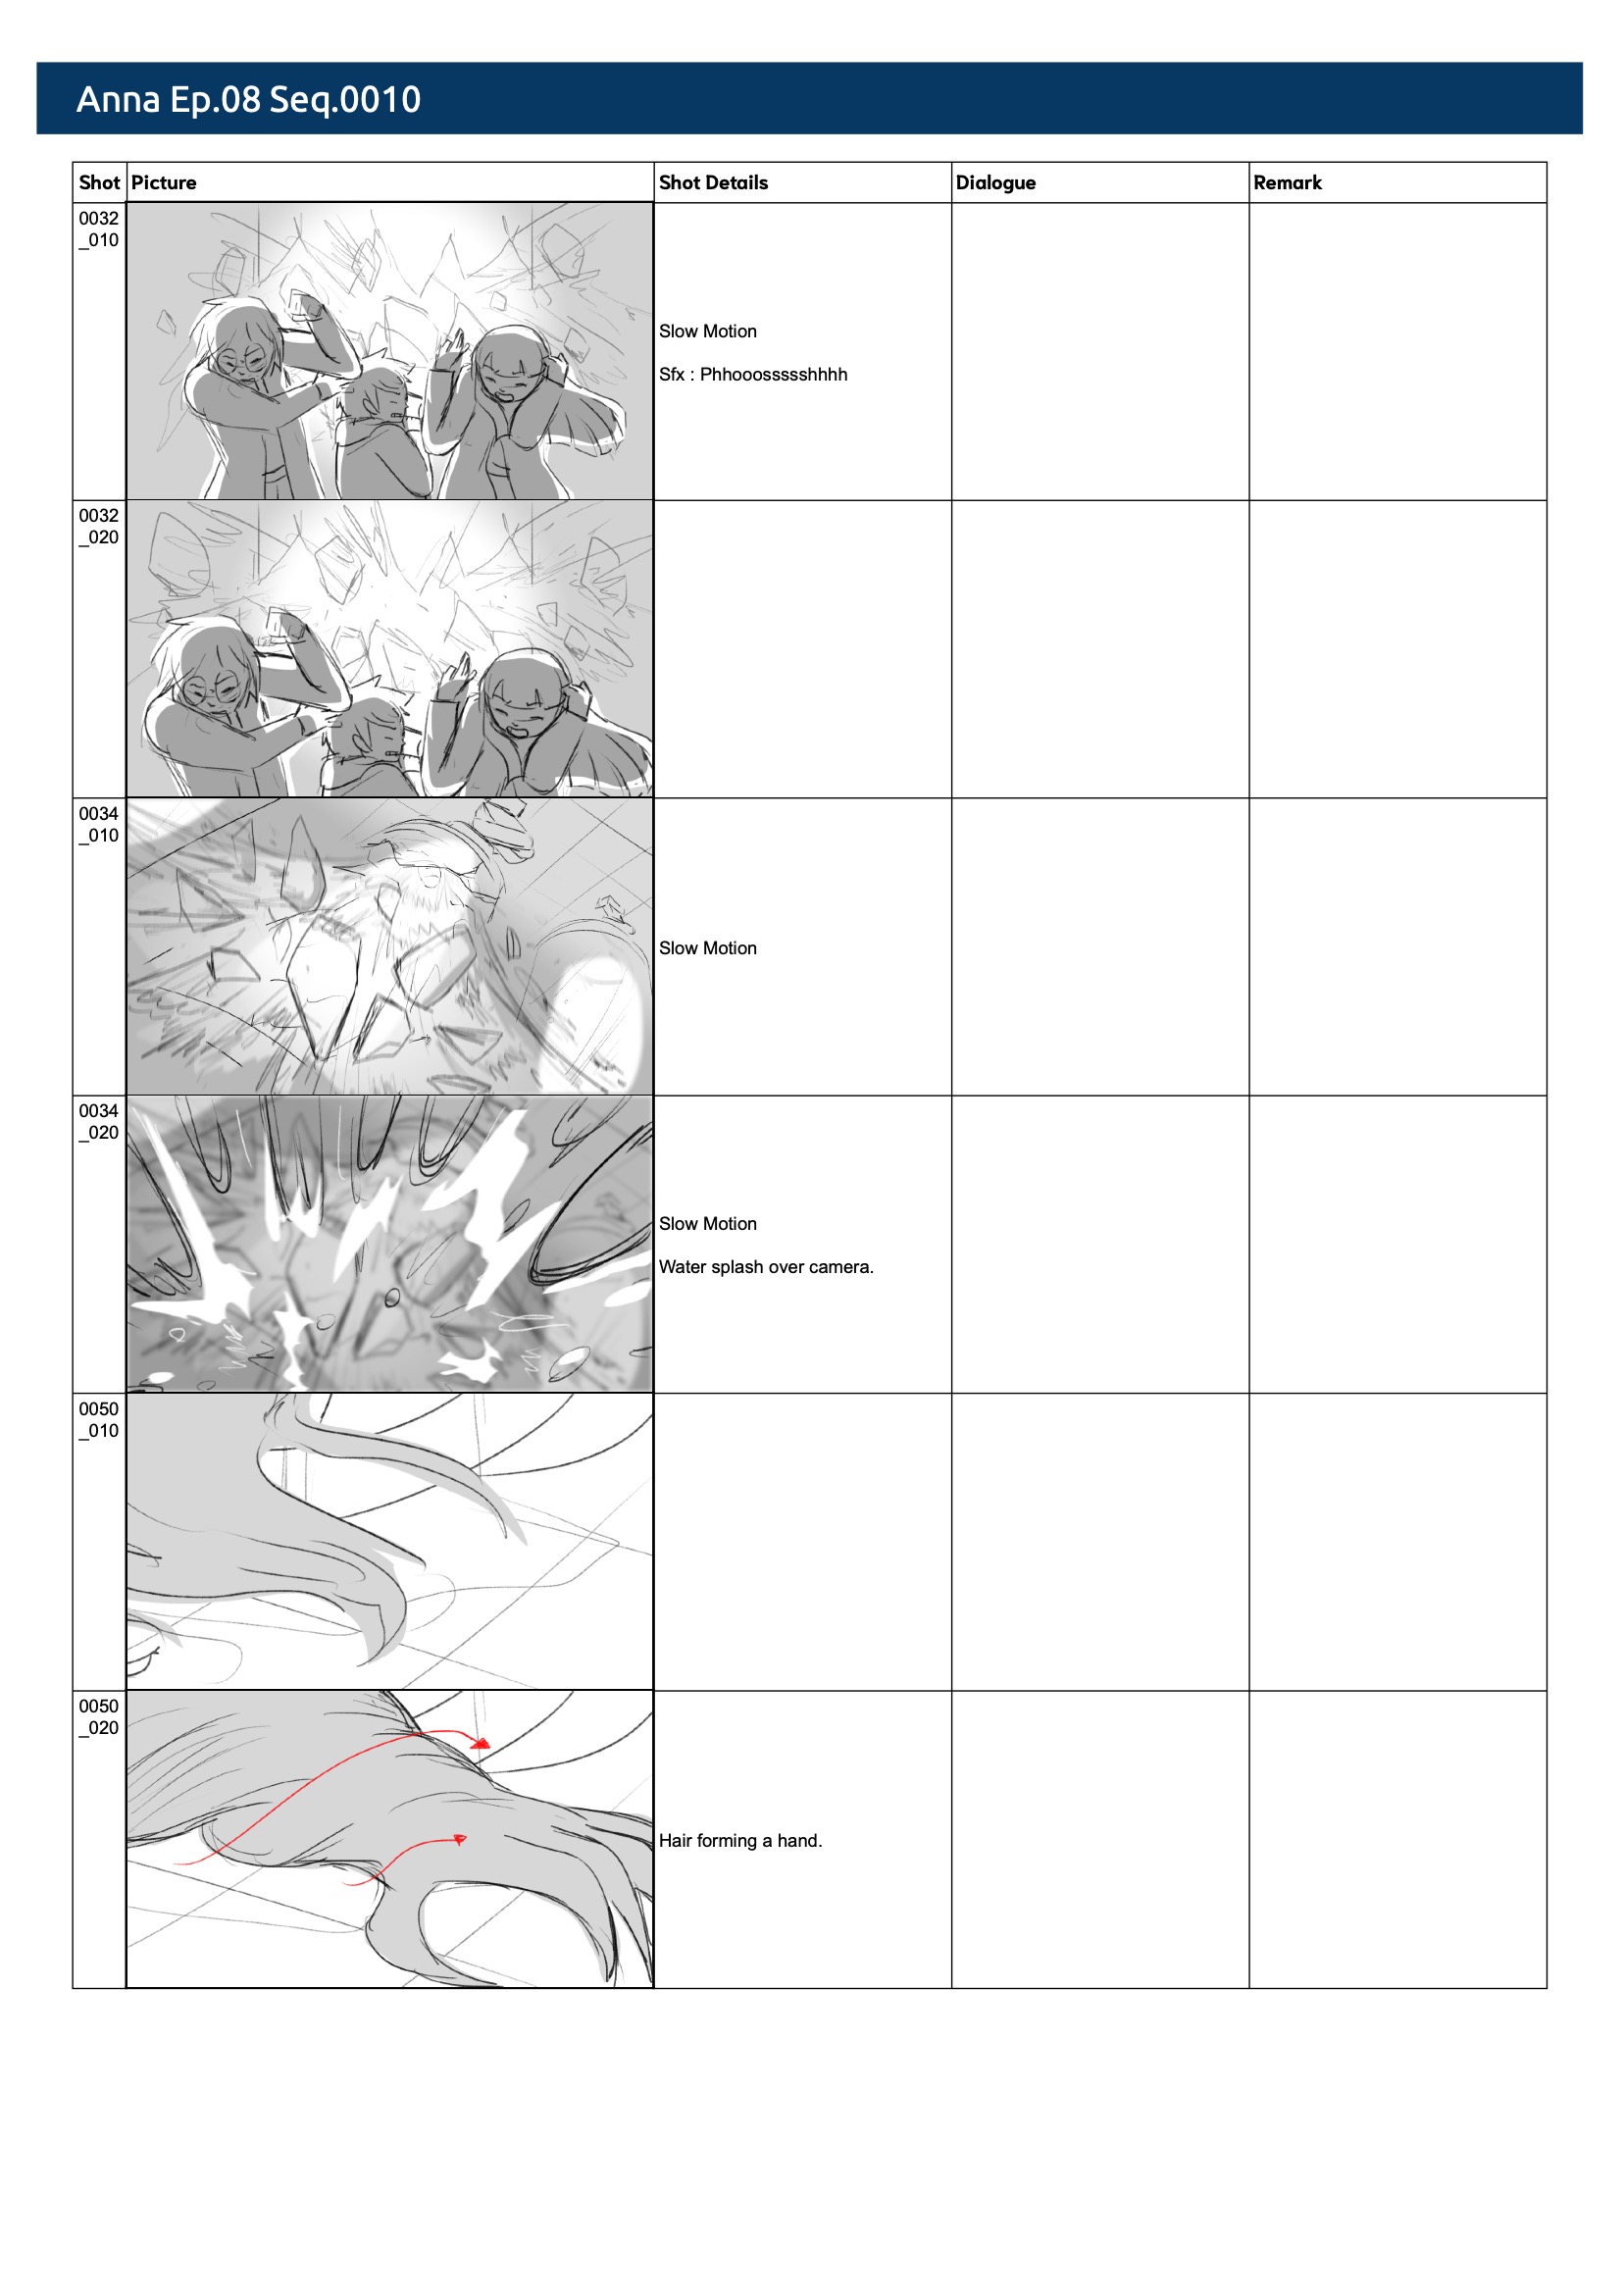 Anna Ep.08 Seq.0010
Shot Picture Shot Details Dialogue Remark
0032
_010
Slow Motion
Sfx : Phhooosssssshhhh
0032
_020
0034
_010
Slow Motion
0034
_020
Slow Motion
Water splash over camera.
0050
_010
0050
_020
Hair forming a hand.